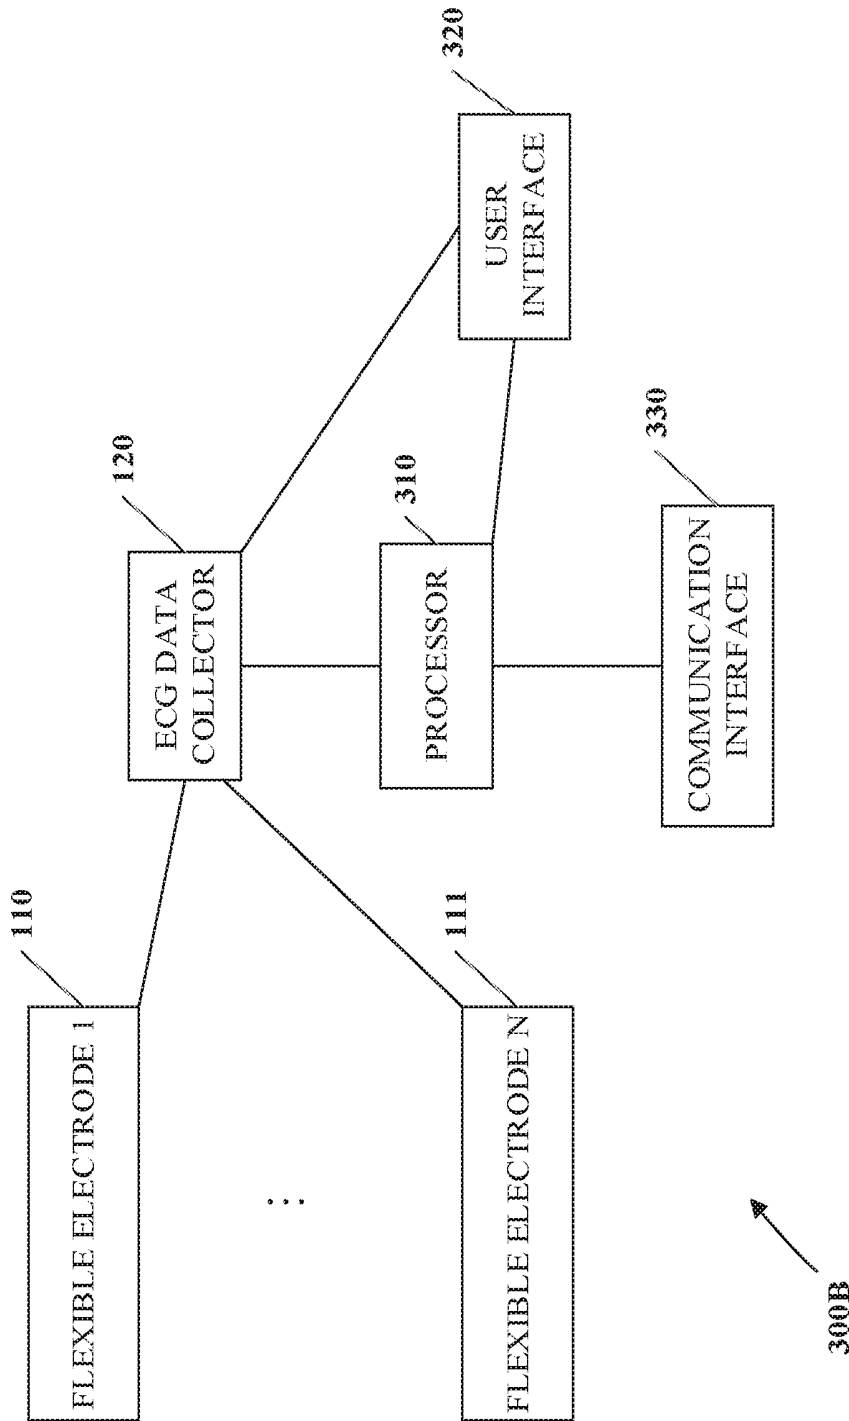 110
FLEXIBLE ELECTRODE 1
...
111
FLEXIBLE ELECTRODE N
120
ECG DATA
COLLECTOR
310
PROCESSOR
330
COMMUNICATION
INTERFACE
320
USER
INTERFACE
300B